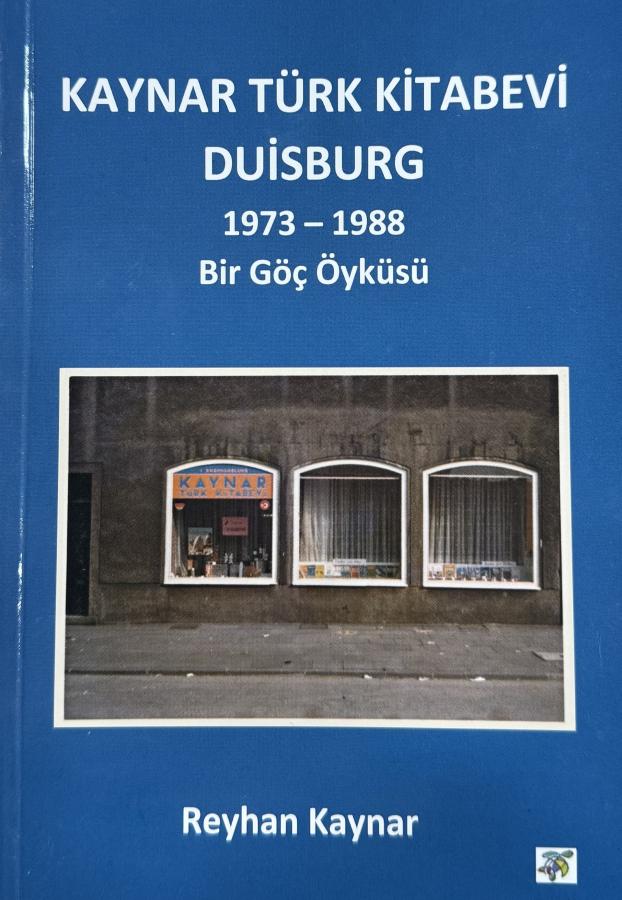 KAYNAR TÜRK KİTABEVİ
DUİSBURG
1973 – 1988
Bir Göç Öyküsü
KAYNAR
TÜRK KİTABEVİ
Reyhan Kaynar